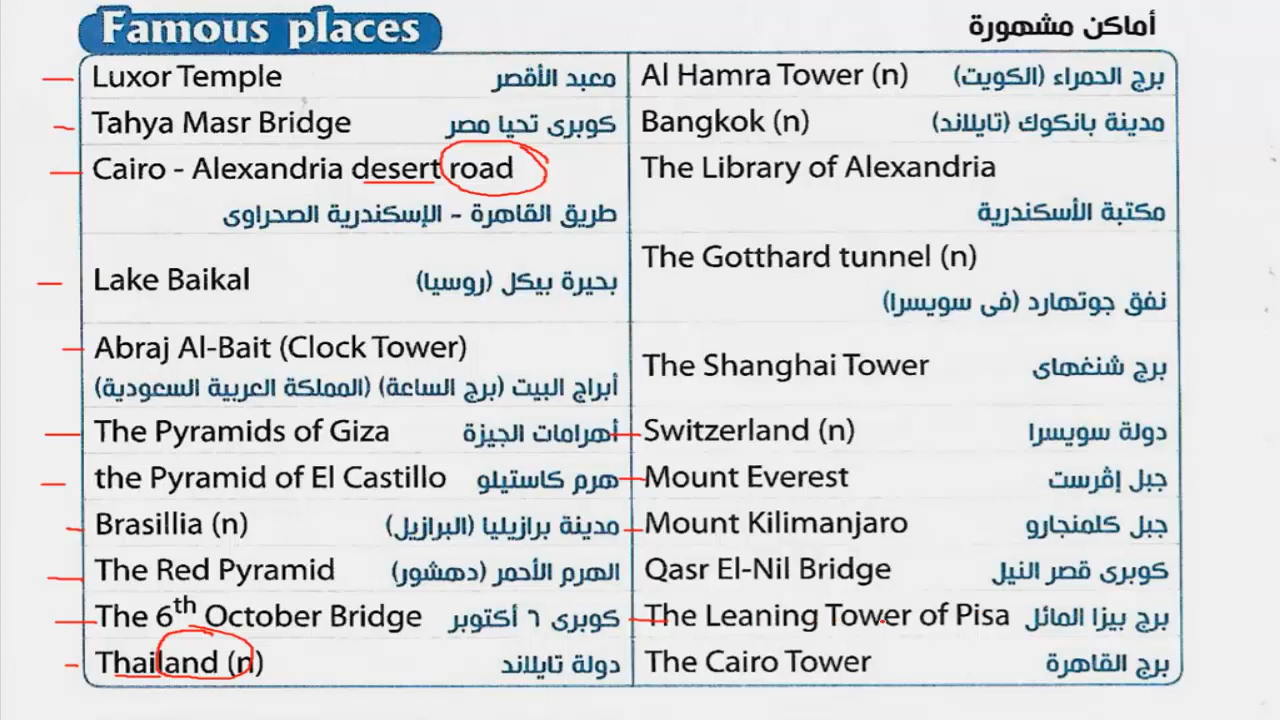 Famous places
أماكن مشهورة
Luxor Temple معبد الأقصر
Tahya Masr Bridge كوبرى تحيا مصر
Cairo - Alexandria desert road
طريق القاهرة - الإسكندرية الصحراوى
Lake Baikal بحيرة بيكل (روسيا)
Abraj Al-Bait (Clock Tower)
أبراج البيت (برج الساعة) (المملكة العربية السعودية)
The Pyramids of Giza أهرامات الجيزة
the Pyramid of El Castillo هرم كاستيلو
Brasillia (n) مدينة برازيليا (البرازيل)
The Red Pyramid الهرم الأحمر (دهشور)
The 6th October Bridge كوبرى ٦ أكتوبر
Thailand (n) دولة تايلاند
Al Hamra Tower (n) برج الحمراء (الكويت)
Bangkok (n) مدينة بانكوك (تايلاند)
The Library of Alexandria
مكتبة الأسكندرية
The Gotthard tunnel (n)
نفق جوتهارد (فى سويسرا)
The Shanghai Tower برج شنغهاى
Switzerland (n) دولة سويسرا
Mount Everest جبل إڤرست
Mount Kilimanjaro جبل كلمنجارو
Qasr El-Nil Bridge كوبرى قصر النيل
The Leaning Tower of Pisa برج بيزا المائل
The Cairo Tower برج القاهرة